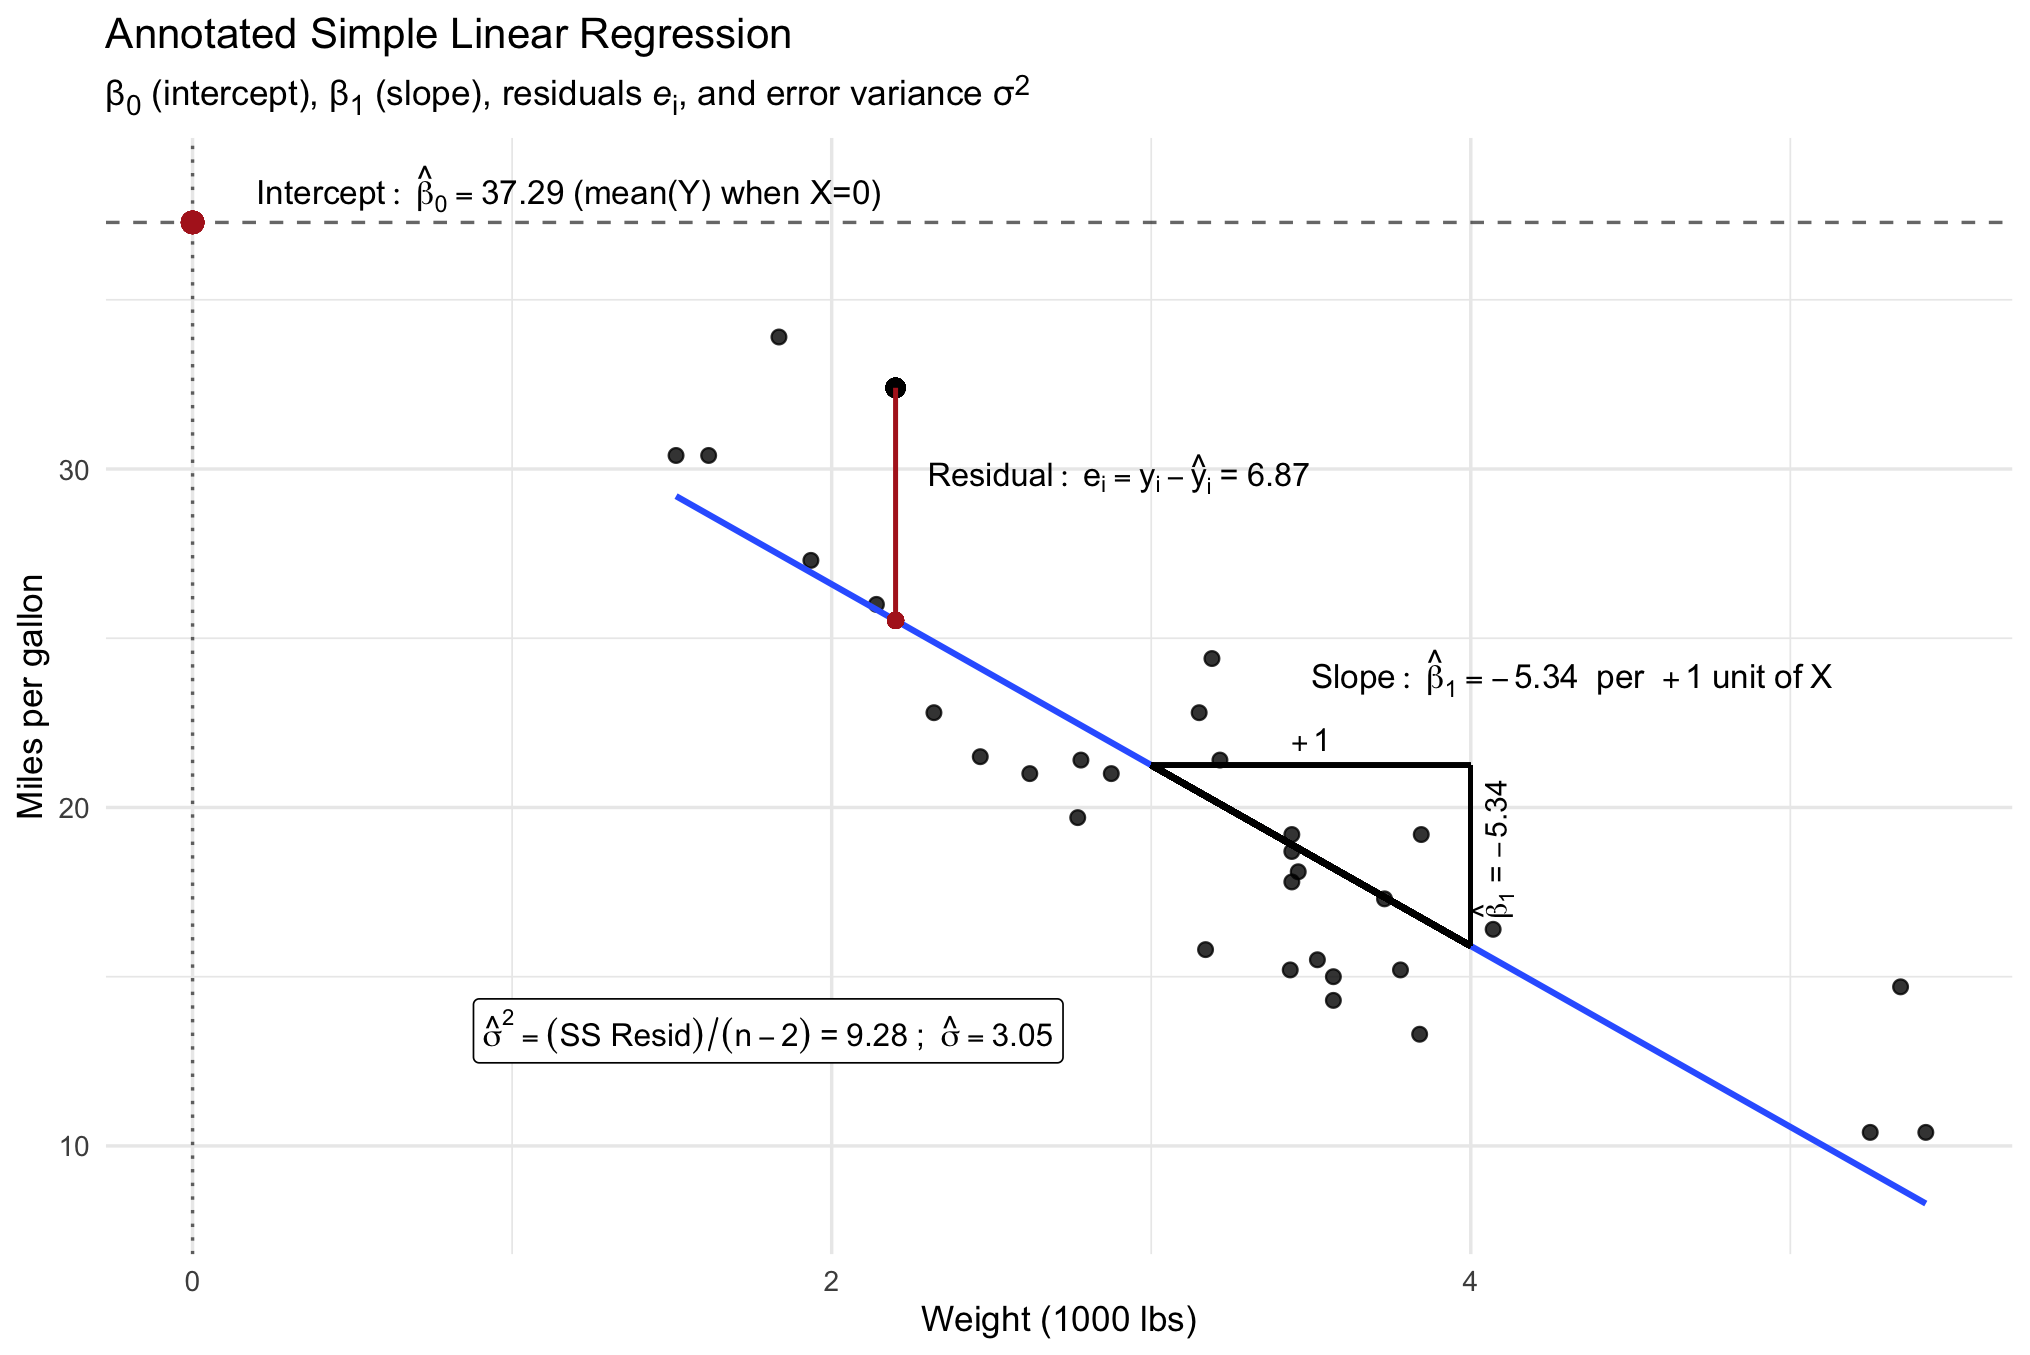 Annotated Simple Linear Regression
β₀ (intercept), β₁ (slope), residuals eᵢ, and error variance σ²
Intercept : β̂₀ = 37.29 (mean(Y) when X=0)
Residual : eᵢ = yᵢ − ŷᵢ = 6.87
Slope : β̂₁ = − 5.34 per + 1 unit of X
+ 1
β̂₁ = − 5.34
σ̂² = (SS Resid)/(n − 2) = 9.28 ; σ̂ = 3.05
Miles per gallon
30
20
10
0
2
4
Weight (1000 lbs)